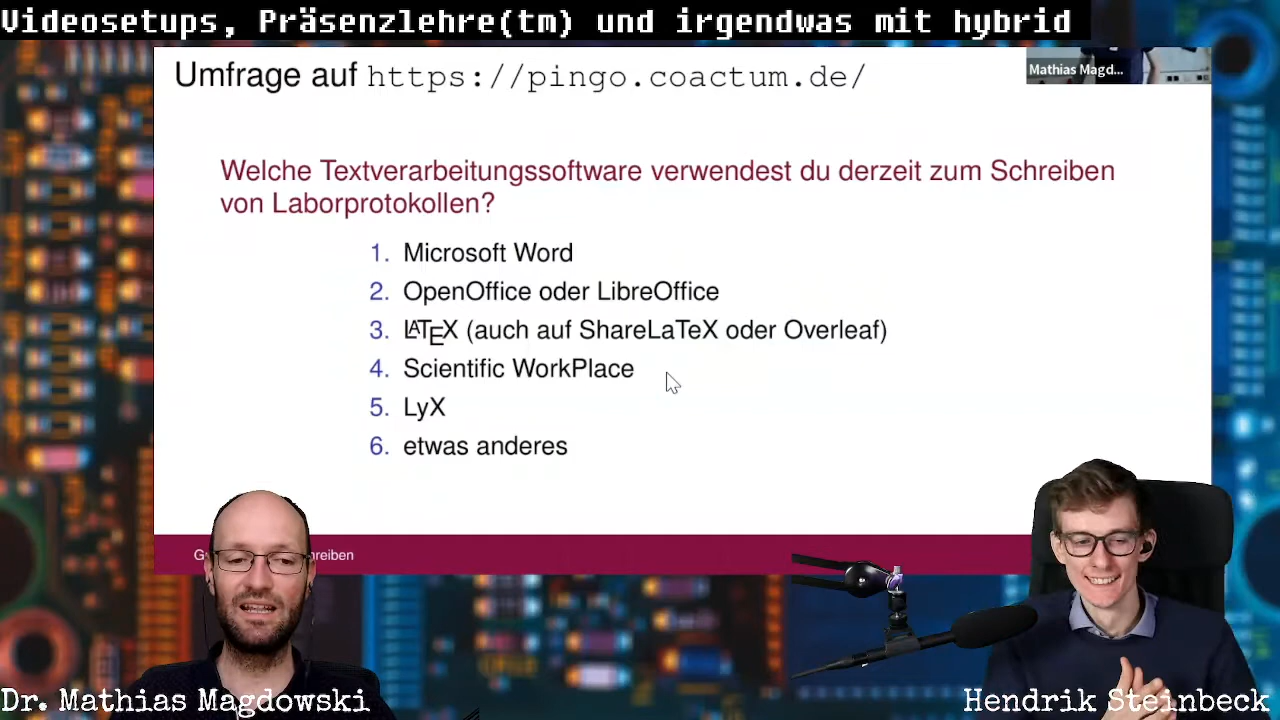 Videosetups, Präsenzlehre(tm) und irgendwas mit hybrid
Umfrage auf https://pingo.coactum.de/
Mathias Magd...
Welche Textverarbeitungssoftware verwendest du derzeit zum Schreiben
von Laborprotokollen?
1. Microsoft Word
2. OpenOffice oder LibreOffice
3. LATEX (auch auf ShareLaTeX oder Overleaf)
4. Scientific WorkPlace
5. LyX
6. etwas anderes
Dr. Mathias Magdowski
Hendrik Steinbeck